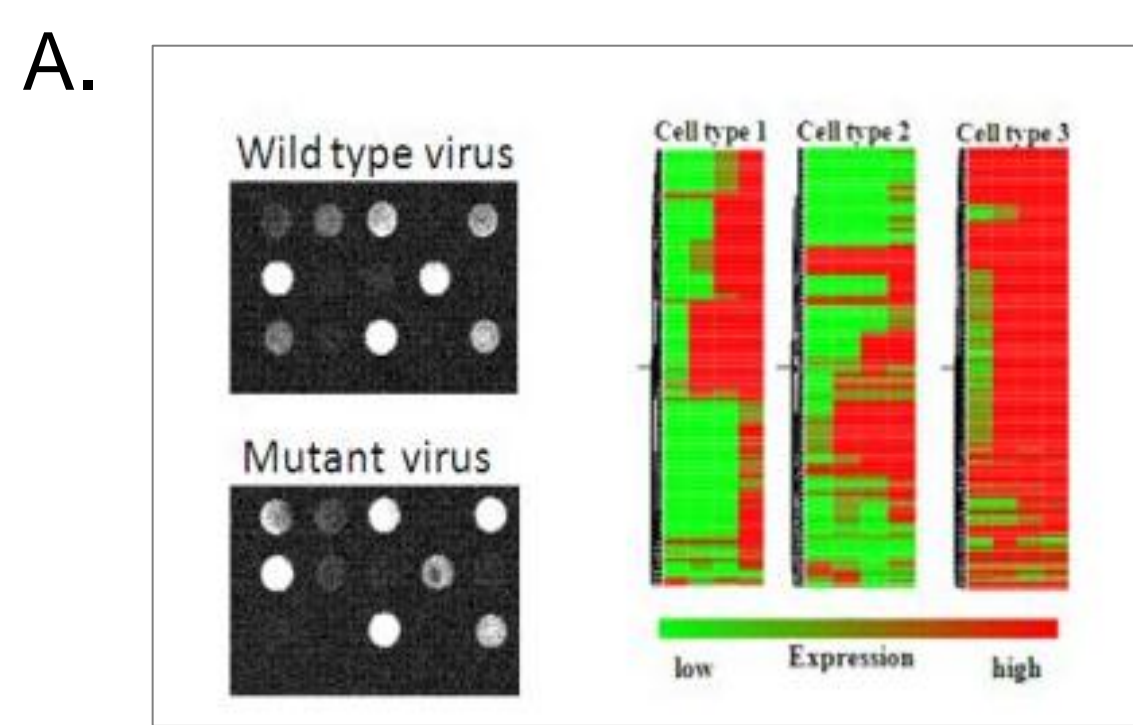 A.
Wild type virus
Mutant virus
Cell type 1 Cell type 2 Cell type 3
low Expression high